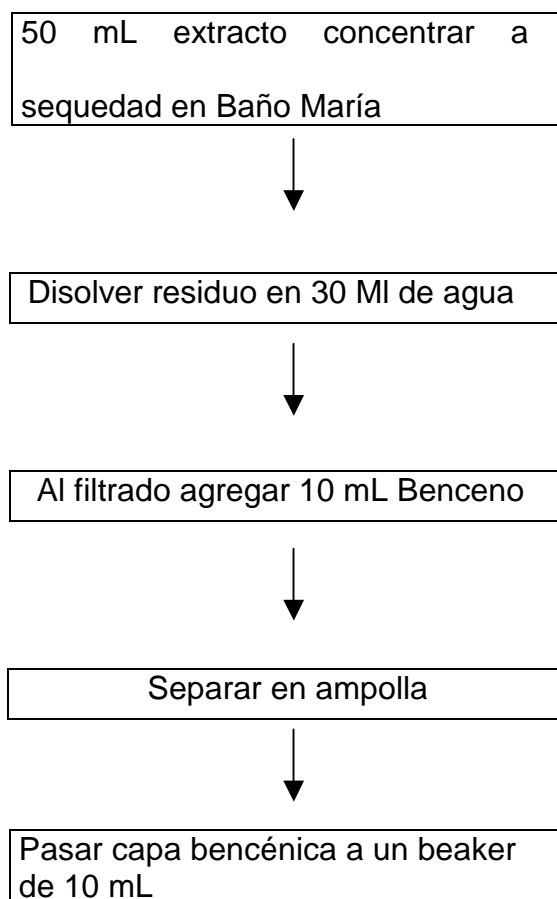 50 mL extracto concentrar a
sequedad en Baño María
Disolver residuo en 30 Ml de agua
Al filtrado agregar 10 mL Benceno
Separar en ampolla
Pasar capa bencénica a un beaker
de 10 mL